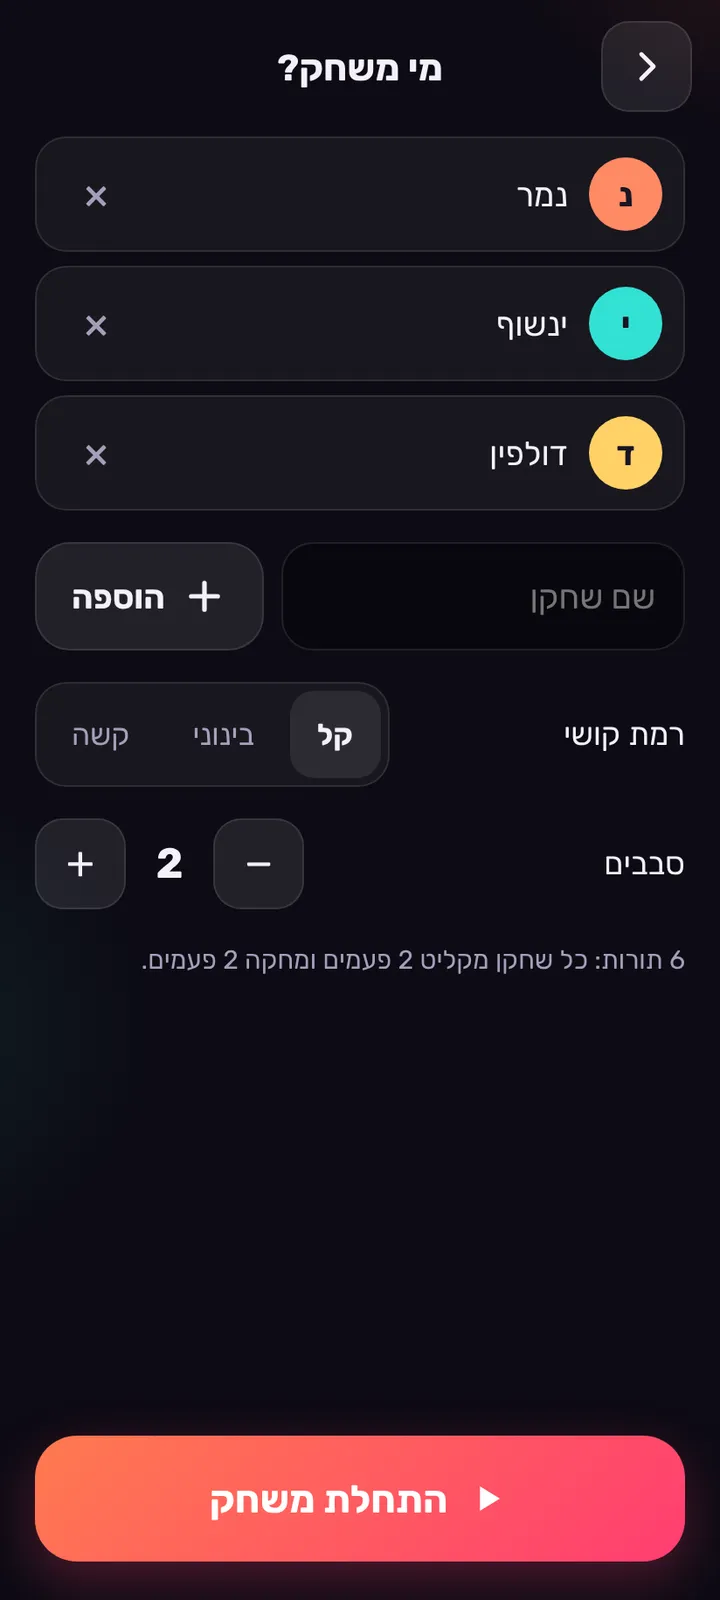 מי משחק?
נ נמר ×
י ינשוף ×
ד דולפין ×
שם שחקן + הוספה
רמת קושי קל בינוני קשה
סבבים − 2 +
6 תורות: כל שחקן מקליט 2 פעמים ומחקה 2 פעמים.
התחלת משחק